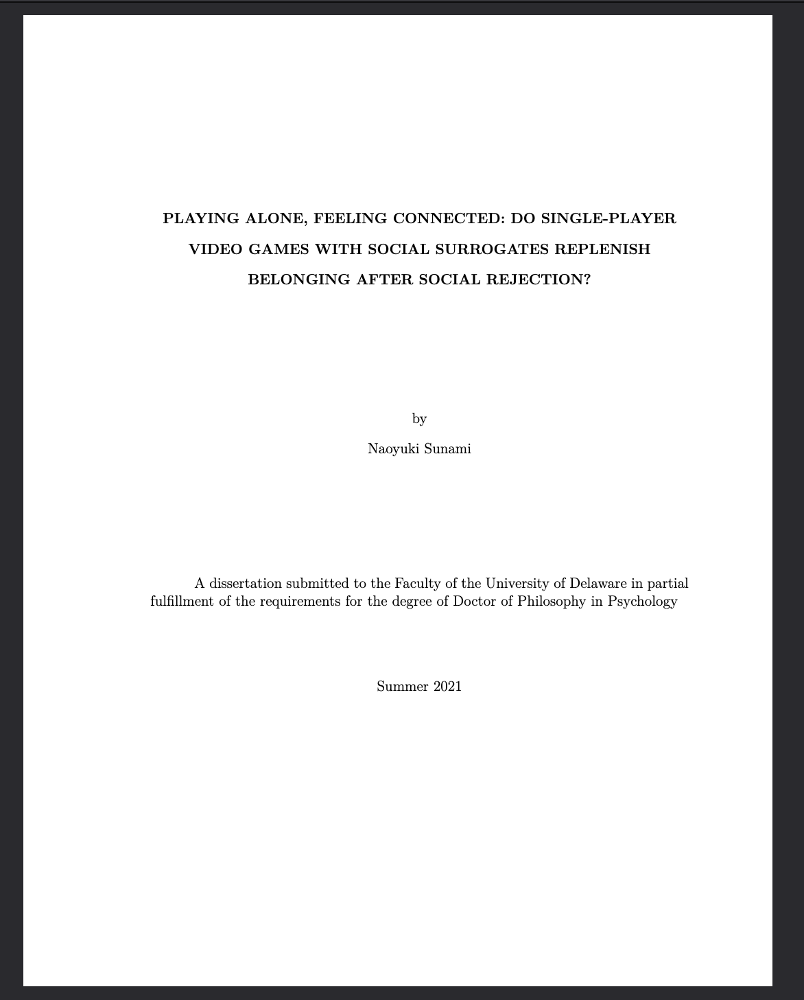 PLAYING ALONE, FEELING CONNECTED: DO SINGLE-PLAYER
VIDEO GAMES WITH SOCIAL SURROGATES REPLENISH
BELONGING AFTER SOCIAL REJECTION?
by
Naoyuki Sunami
A dissertation submitted to the Faculty of the University of Delaware in partial
fulfillment of the requirements for the degree of Doctor of Philosophy in Psychology
Summer 2021